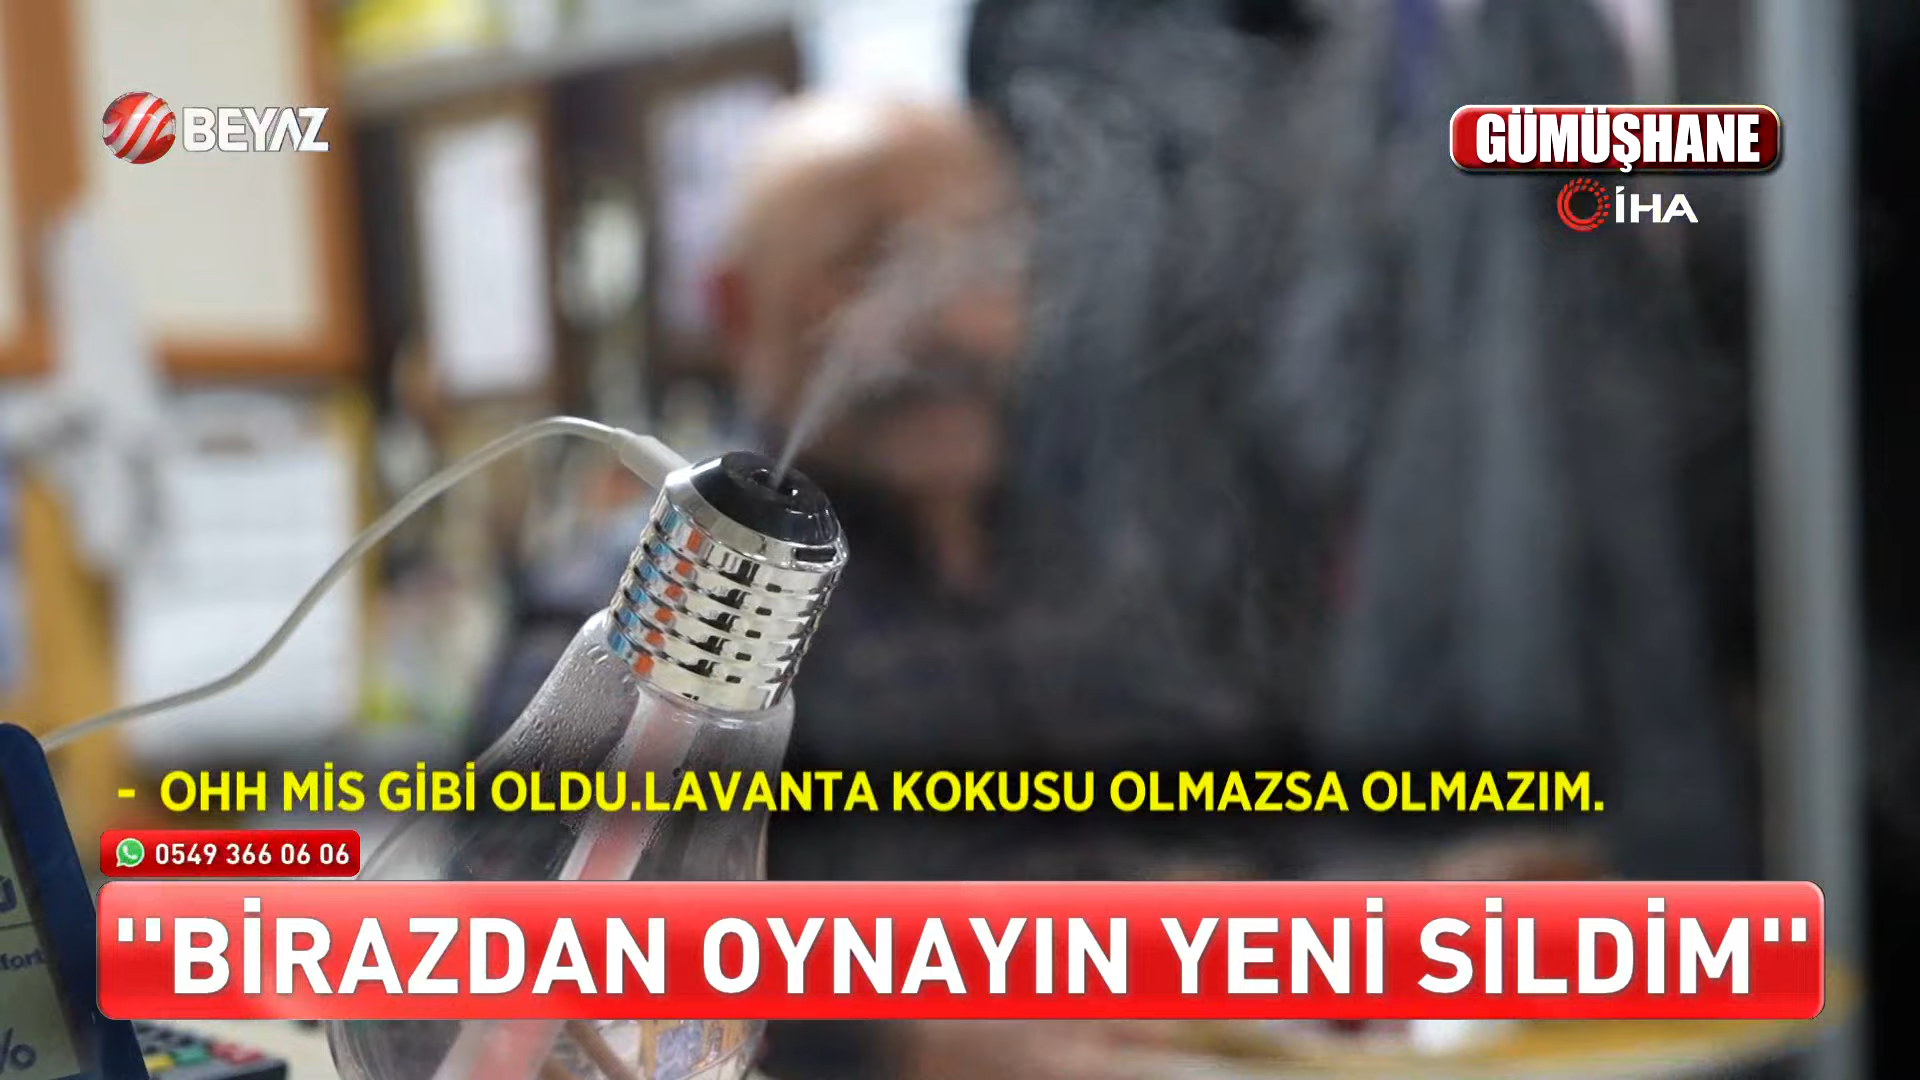 BEYAZ
GÜMÜŞHANE
İHA
- OHH MİS GİBİ OLDU.LAVANTA KOKUSU OLMAZSA OLMAZIM.
0549 366 06 06
"BİRAZDAN OYNAYIN YENİ SİLDİM"
fort
%